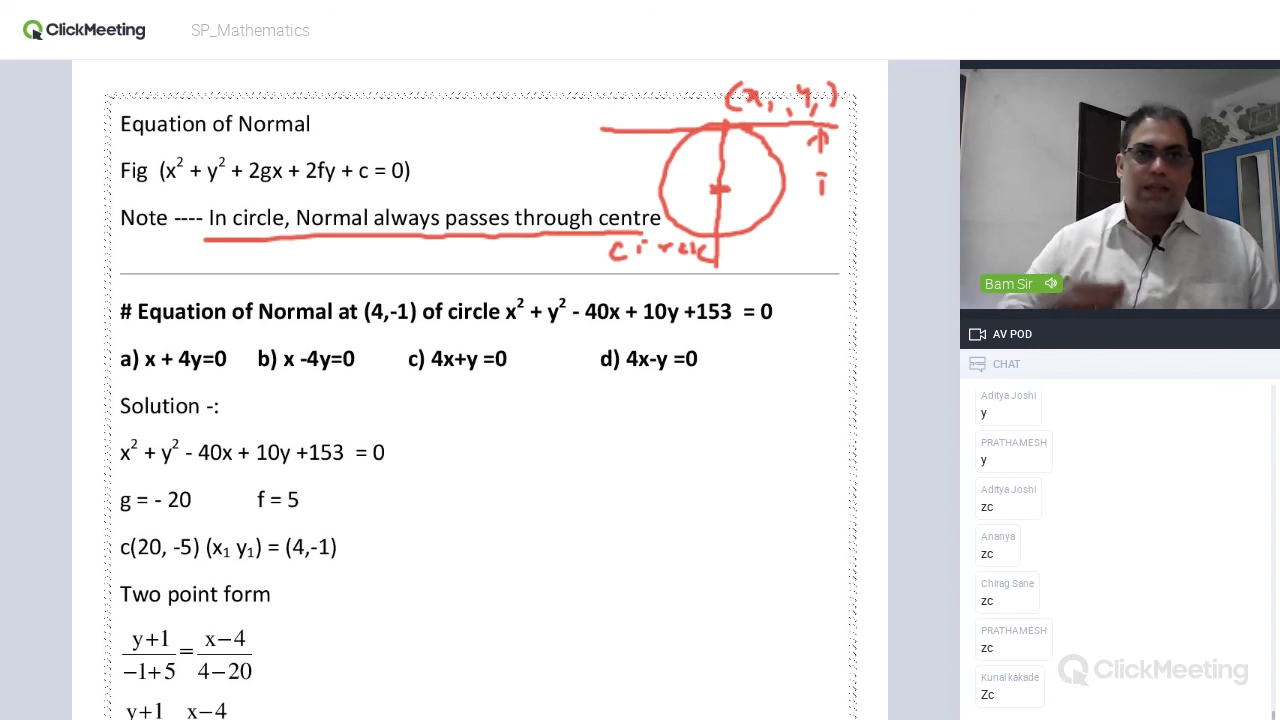 ClickMeeting
SP_Mathematics
Equation of Normal
(x₁, y₁)
Fig (x² + y² + 2gx + 2fy + c = 0)
Note ---- In circle, Normal always passes through centre
circle
# Equation of Normal at (4,-1) of circle x² + y² - 40x + 10y +153 = 0
a) x + 4y=0 b) x -4y=0 c) 4x+y =0 d) 4x-y =0
Solution -:
x² + y² - 40x + 10y +153 = 0
g = - 20 f = 5
c(20, -5) (x₁ y₁) = (4,-1)
Two point form
y+1 / -1+5 = x-4 / 4-20
y+1 x-4
Bam Sir
AV POD
CHAT
Aditya Joshi
y
PRATHAMESH
y
Aditya Joshi
zc
Ananya
zc
Chirag Sane
zc
PRATHAMESH
zc
Kunal kakade
Zc
ClickMeeting